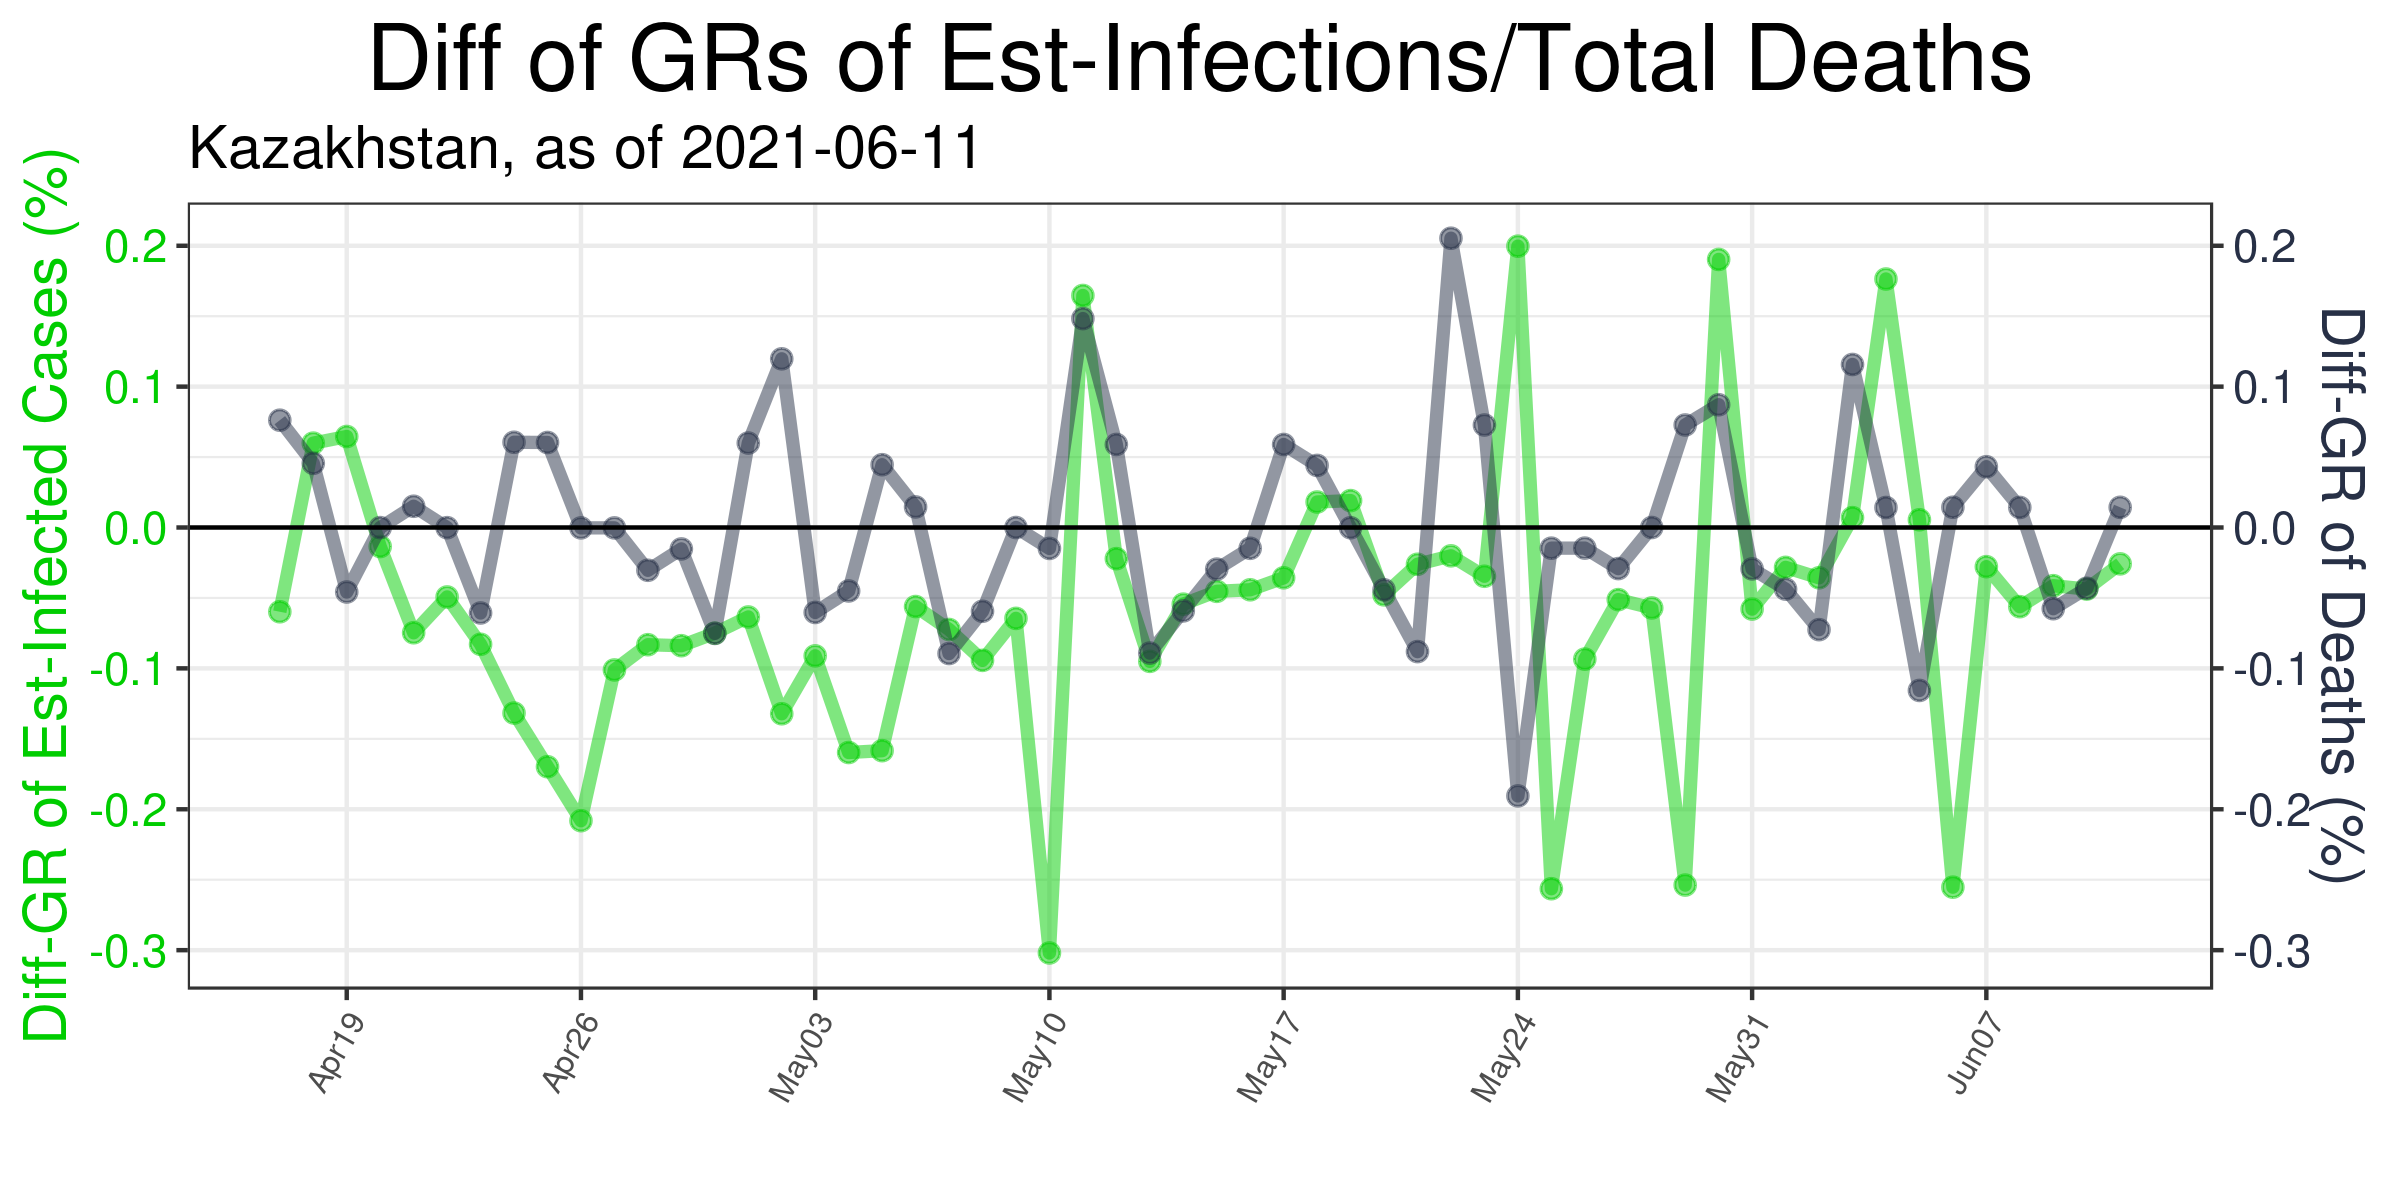 Diff of GRs of Est-Infections/Total Deaths
Kazakhstan, as of 2021-06-11
Diff-GR of Est-Infected Cases (%)
0.2
0.1
0.0
-0.1
-0.2
-0.3
0.2
0.1
0.0
-0.1
-0.2
-0.3
Diff-GR of Deaths (%)
Apr19
Apr26
May03
May10
May17
May24
May31
Jun07